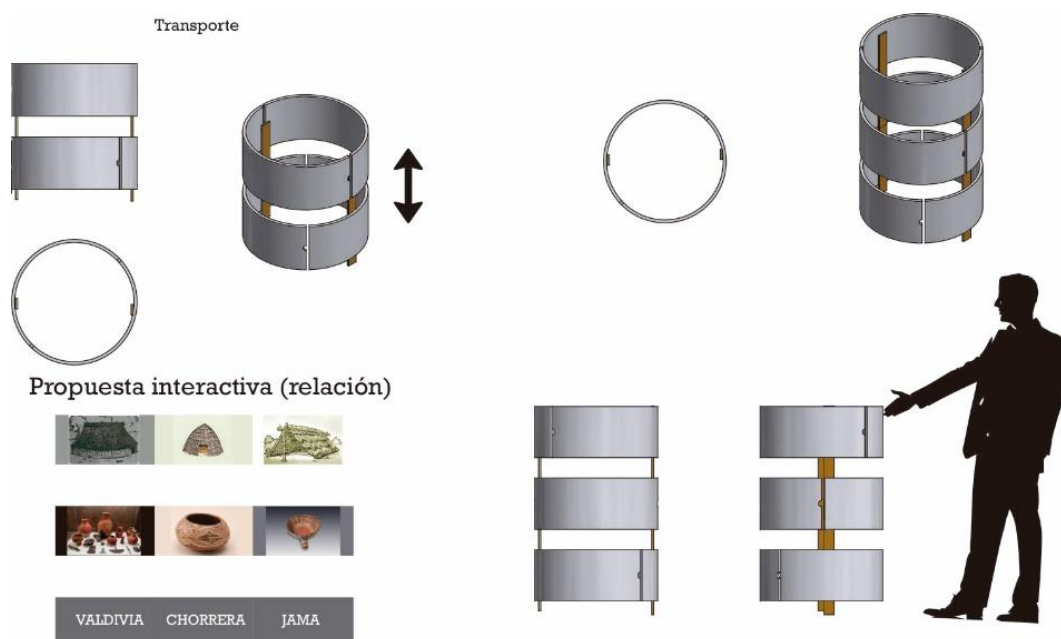 Transporte
Propuesta interactiva (relación)
VALDIVIA CHORRERA JAMA